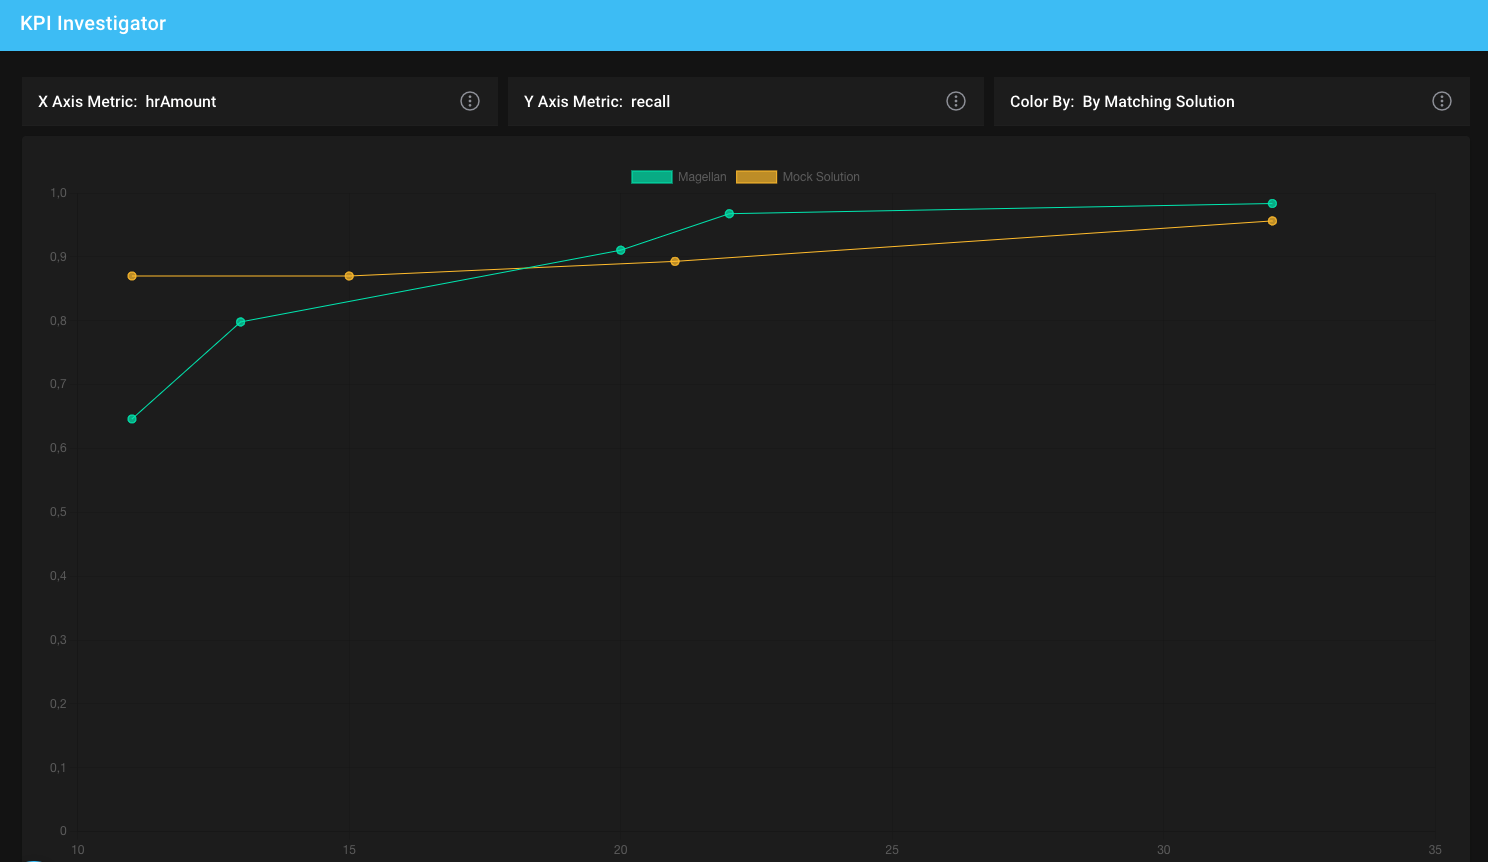 KPI Investigator
X Axis Metric: hrAmount
Y Axis Metric: recall
Color By: By Matching Solution
Magellan
Mock Solution
1,0
0,9
0,8
0,7
0,6
0,5
0,4
0,3
0,2
0,1
0
10 15 20 25 30 35